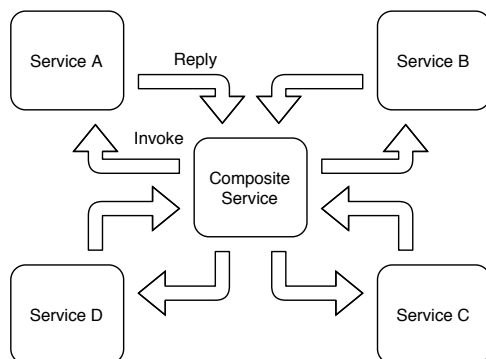 Service A
Reply
Service B
Invoke
Composite
Service
Service D
Service C